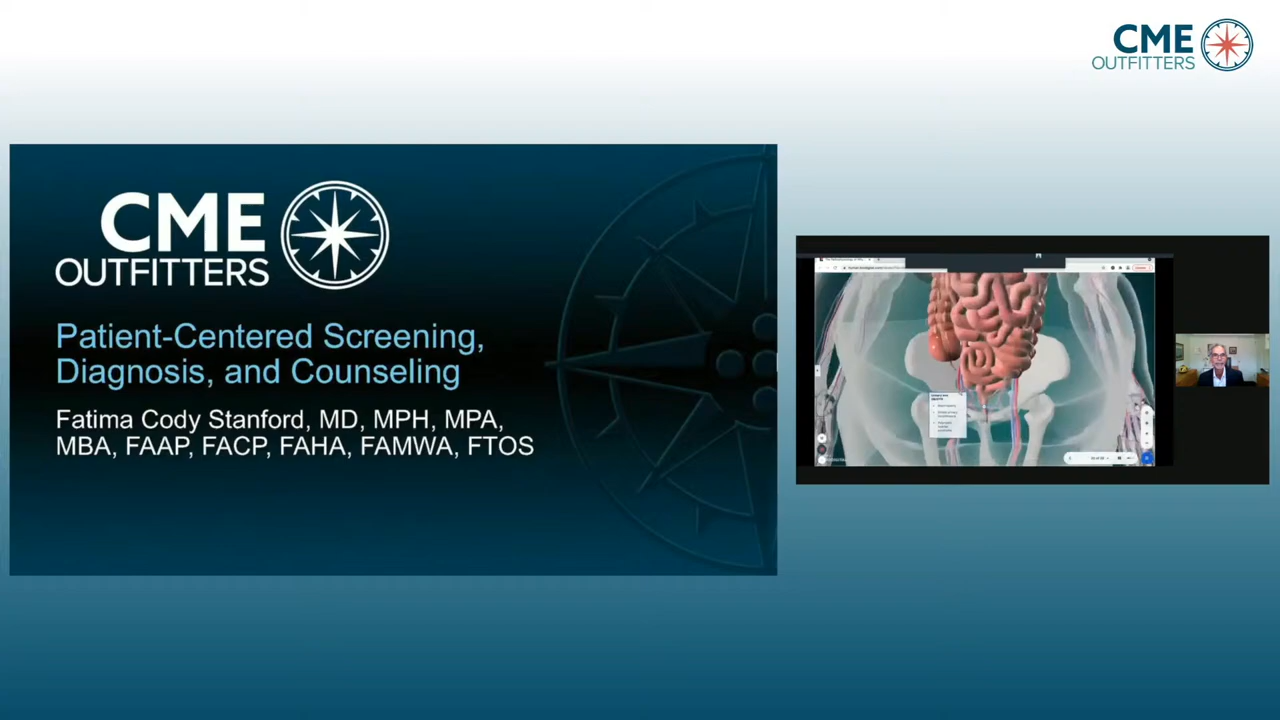 CME
OUTFITTERS
CME
OUTFITTERS
Patient-Centered Screening,
Diagnosis, and Counseling
Fatima Cody Stanford, MD, MPH, MPA,
MBA, FAAP, FACP, FAHA, FAMWA, FTOS